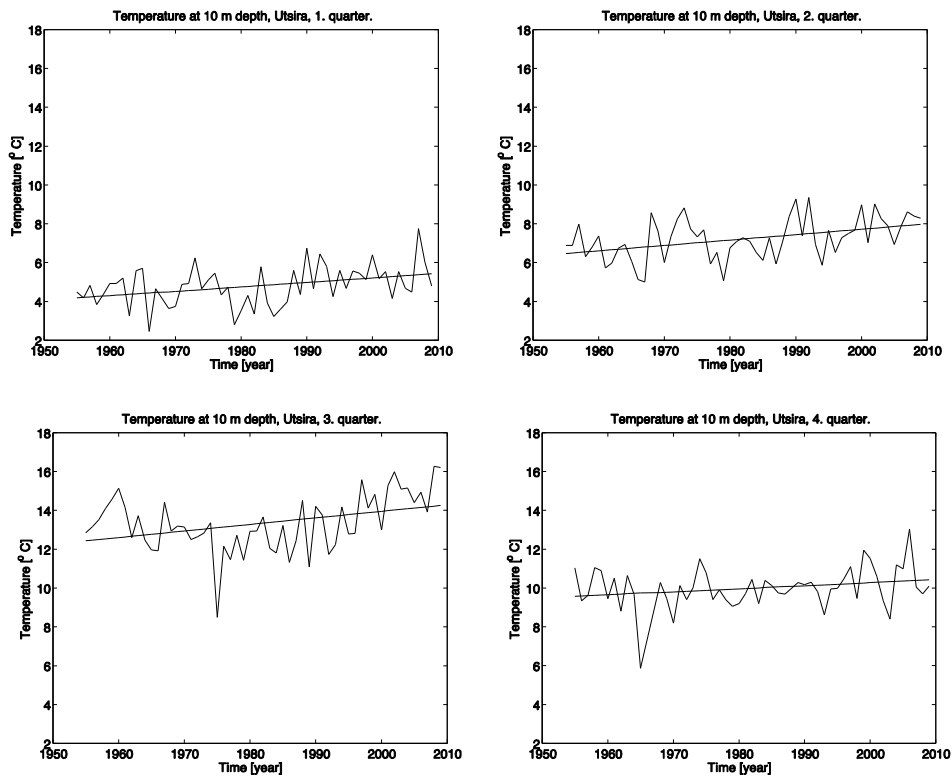 Temperature at 10 m depth, Utsira, 1. quarter.
18
16
14
12
10
8
6
4
2
Temperature [° C]
1950 1960 1970 1980 1990 2000 2010
Time [year]
Temperature at 10 m depth, Utsira, 2. quarter.
18
16
14
12
10
8
6
4
2
Temperature [° C]
1950 1960 1970 1980 1990 2000 2010
Time [year]
Temperature at 10 m depth, Utsira, 3. quarter.
18
16
14
12
10
8
6
4
2
Temperature [° C]
1950 1960 1970 1980 1990 2000 2010
Time [year]
Temperature at 10 m depth, Utsira, 4. quarter.
18
16
14
12
10
8
6
4
2
Temperature [° C]
1950 1960 1970 1980 1990 2000 2010
Time [year]